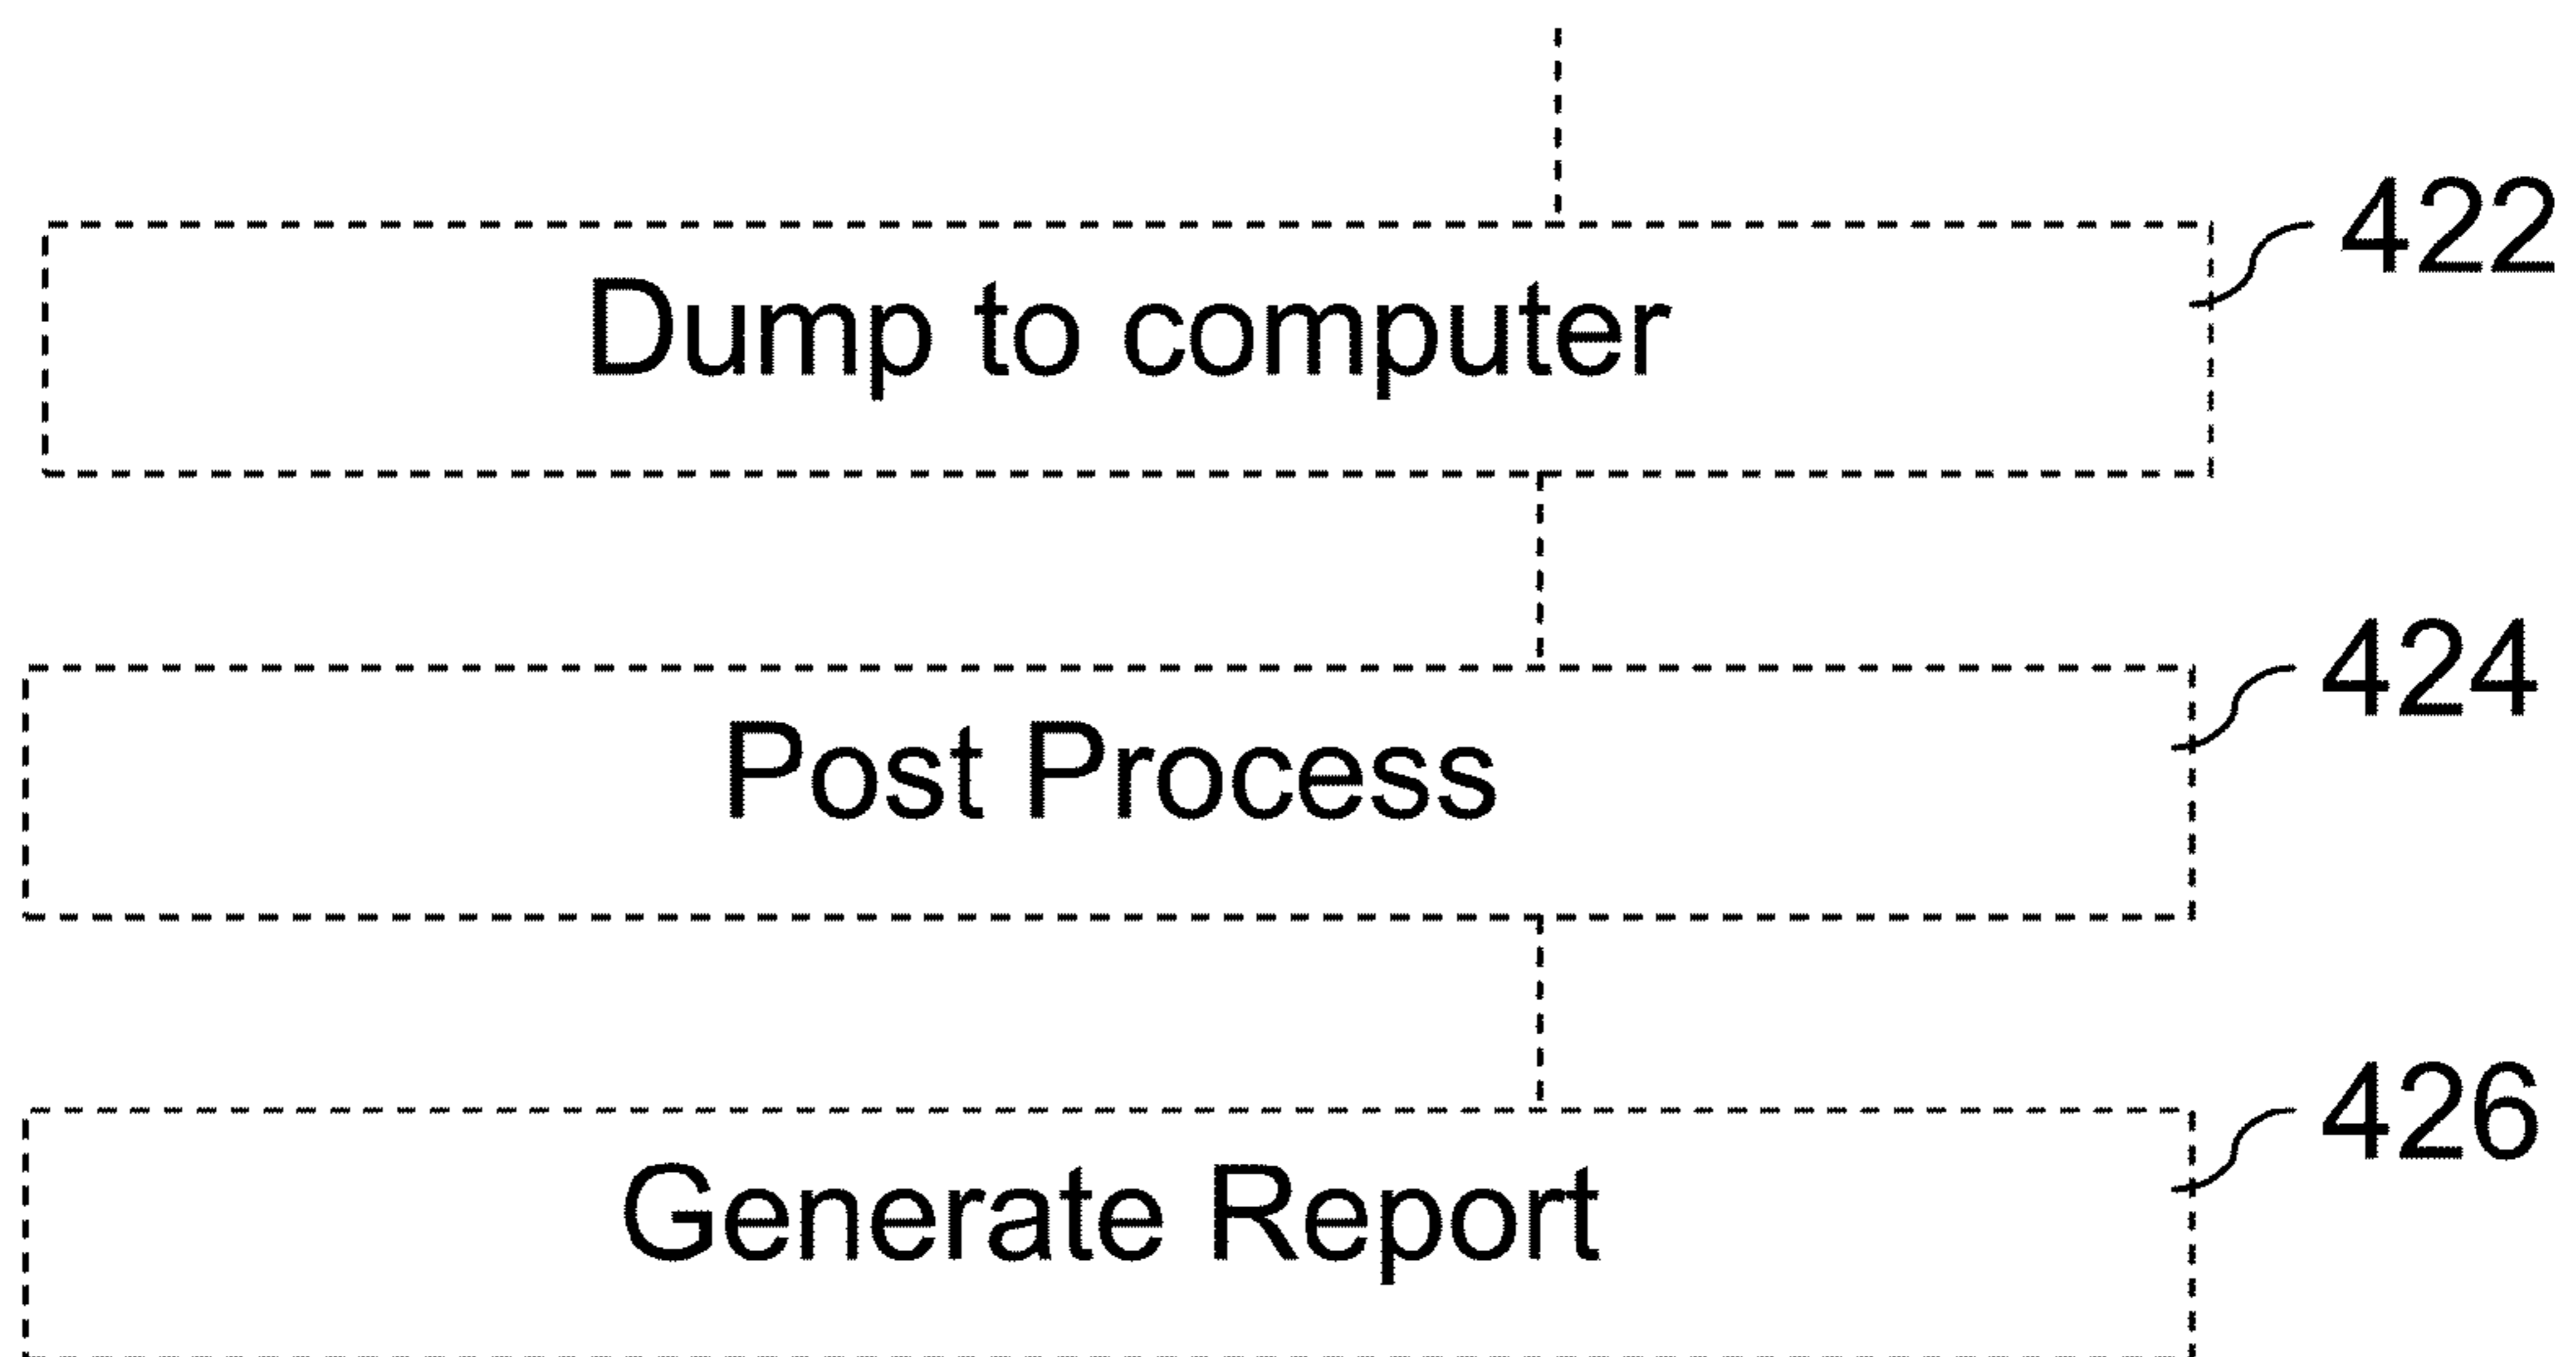 422
Dump to computer
424
Post Process
426
Generate Report